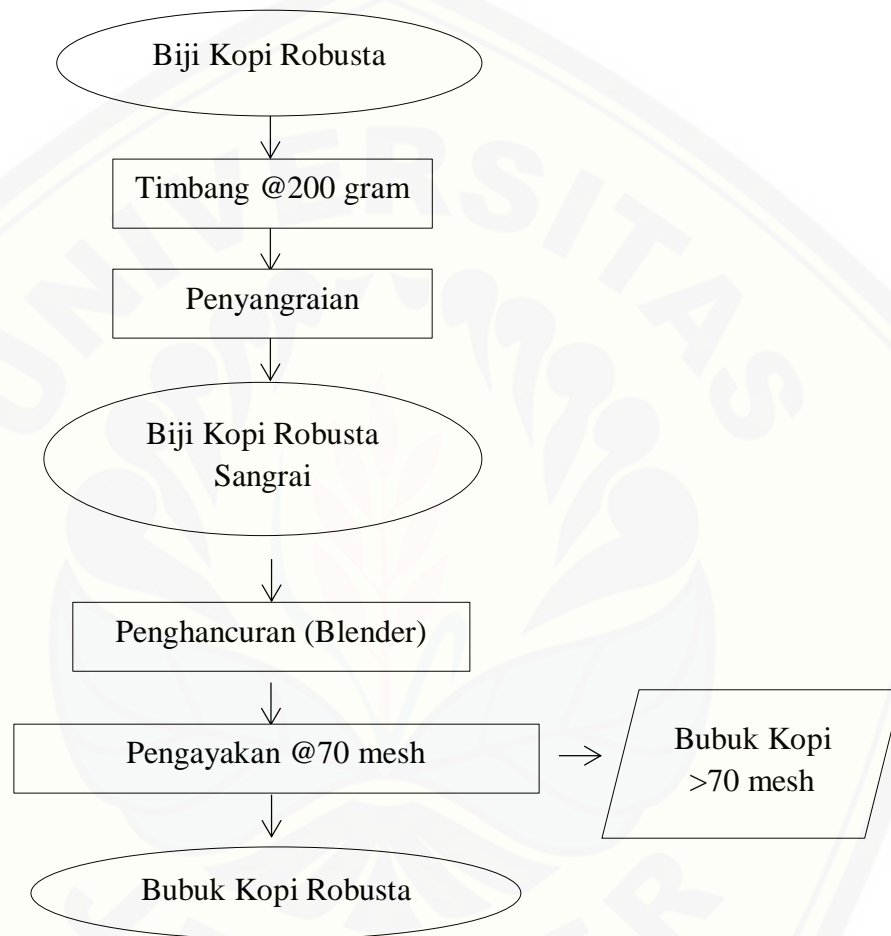 Biji Kopi Robusta
Timbang @200 gram
Penyangraian
Biji Kopi Robusta
Sangrai
Penghancuran (Blender)
Pengayakan @70 mesh
Bubuk Kopi
>70 mesh
Bubuk Kopi Robusta
UNIVERSITAS